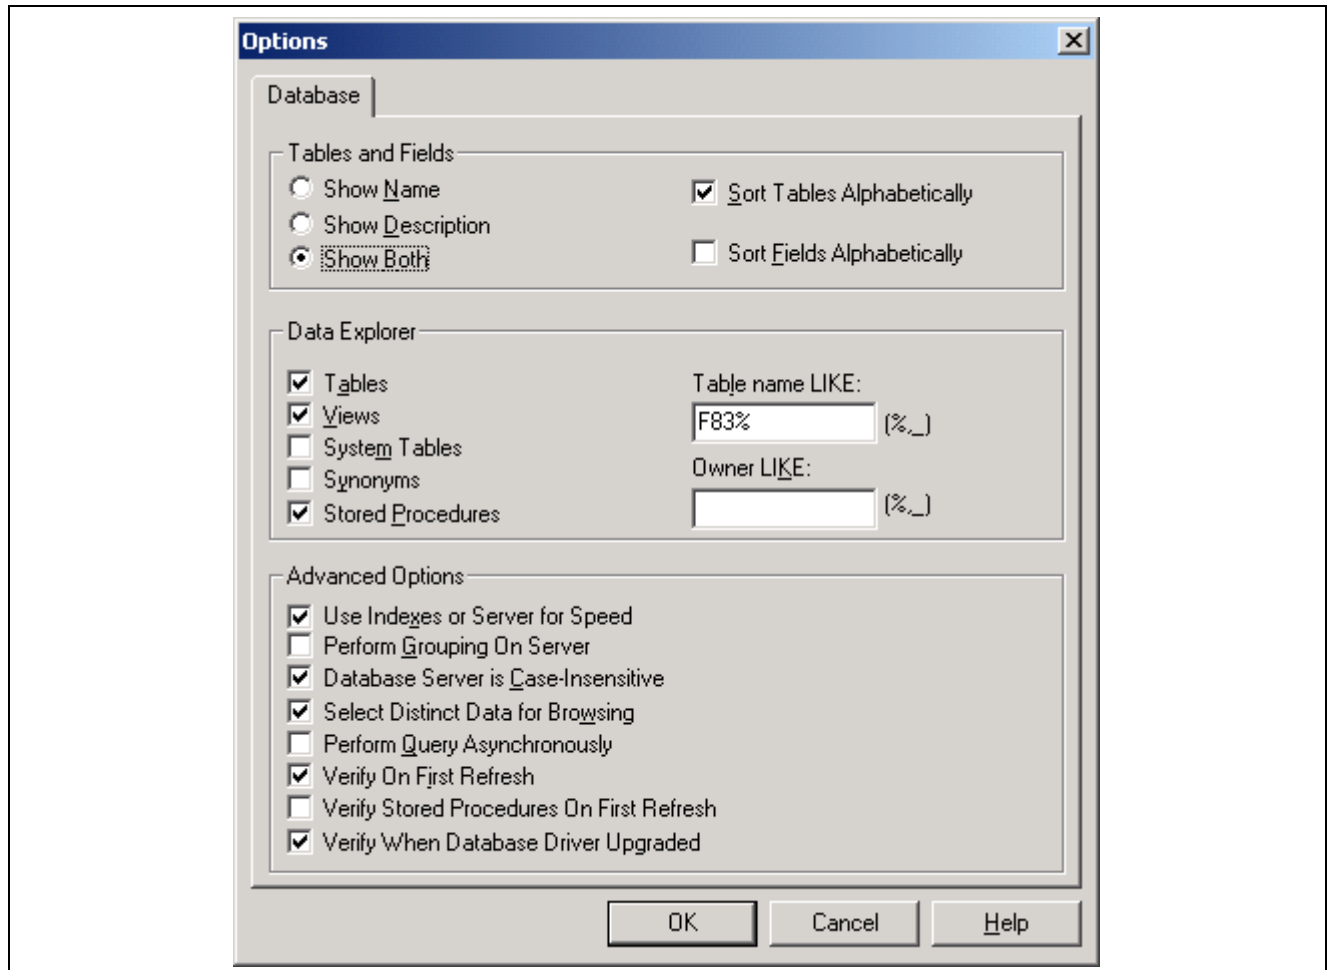 Options
Database
Tables and Fields
Show Name
Show Description
Show Both
Sort Tables Alphabetically
Sort Fields Alphabetically
Data Explorer
Tables
Views
System Tables
Synonyms
Stored Procedures
Table name LIKE:
F83% (%,_)
Owner LIKE:
(%,_)
Advanced Options
Use Indexes or Server for Speed
Perform Grouping On Server
Database Server is Case-Insensitive
Select Distinct Data for Browsing
Perform Query Asynchronously
Verify On First Refresh
Verify Stored Procedures On First Refresh
Verify When Database Driver Upgraded
OK Cancel Help